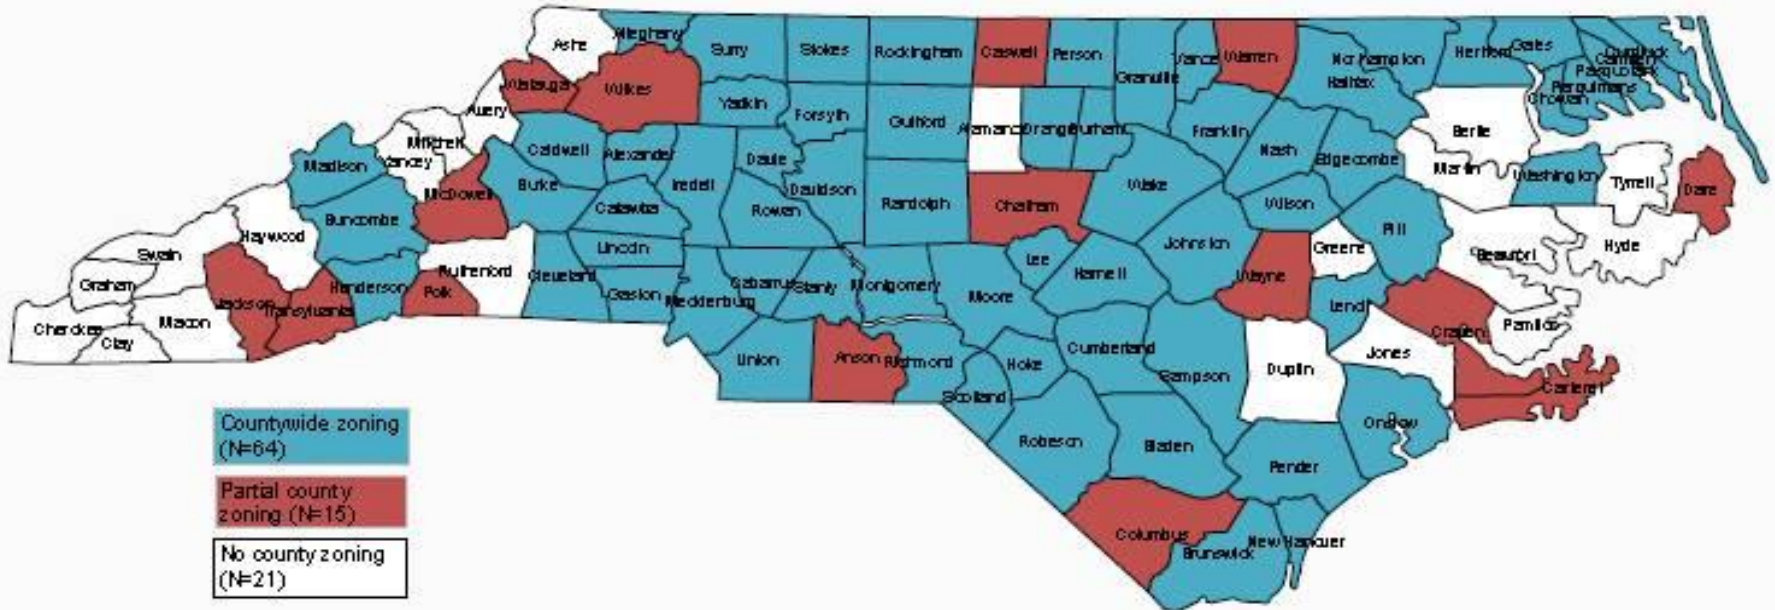 Ashe
Alleghany
Surry
Stokes
Rockingham
Caswell
Person
Granville
Vance
Warren
Northampton
Halifax
Hertford
Gates
Currituck
Camden
Pasquotank
Perquimans
Chowan
Watauga
Wilkes
Yadkin
Forsyth
Guilford
Alamance
Orange
Durham
Franklin
Nash
Edgecombe
Bertie
Martin
Washington
Tyrrell
Dare
Avery
Mitchell
Yancey
Madison
Caldwell
Alexander
Iredell
Davie
Davidson
Randolph
Chatham
Wake
Wilson
Pitt
Beaufort
Hyde
McDowell
Burke
Catawba
Rowan
Buncombe
Haywood
Swain
Graham
Cherokee
Clay
Macon
Jackson
Transylvania
Henderson
Polk
Rutherford
Cleveland
Lincoln
Gaston
Mecklenburg
Cabarrus
Stanly
Montgomery
Moore
Lee
Harnett
Johnston
Wayne
Greene
Lenoir
Craven
Pamlico
Jones
Carteret
Union
Anson
Richmond
Scotland
Hoke
Cumberland
Sampson
Duplin
Onslow
Robeson
Bladen
Pender
Columbus
Brunswick
New Hanover
Countywide zoning
(N=64)
Partial county
zoning (N=15)
No county zoning
(N=21)